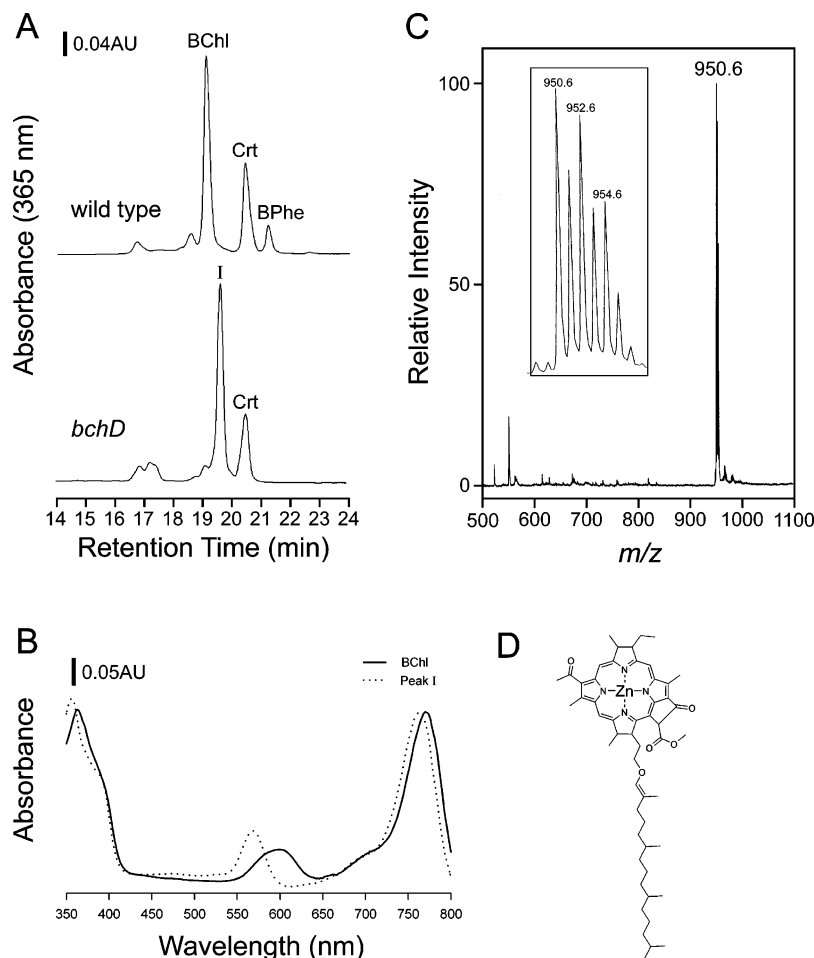 A
0.04AU
BChl
Crt
BPhe
wild type
I
Crt
bchD
Absorbance (365 nm)
14 15 16 17 18 19 20 21 22 23 24
Retention Time (min)
C
950.6
100
50
0
Relative Intensity
950.6
952.6
954.6
500 600 700 800 900 1000 1100
m/z
B
0.05AU
BChl
Peak I
Absorbance
350 400 450 500 550 600 650 700 750 800
Wavelength (nm)
D
O
N
N Zn N
N
O
O O
O